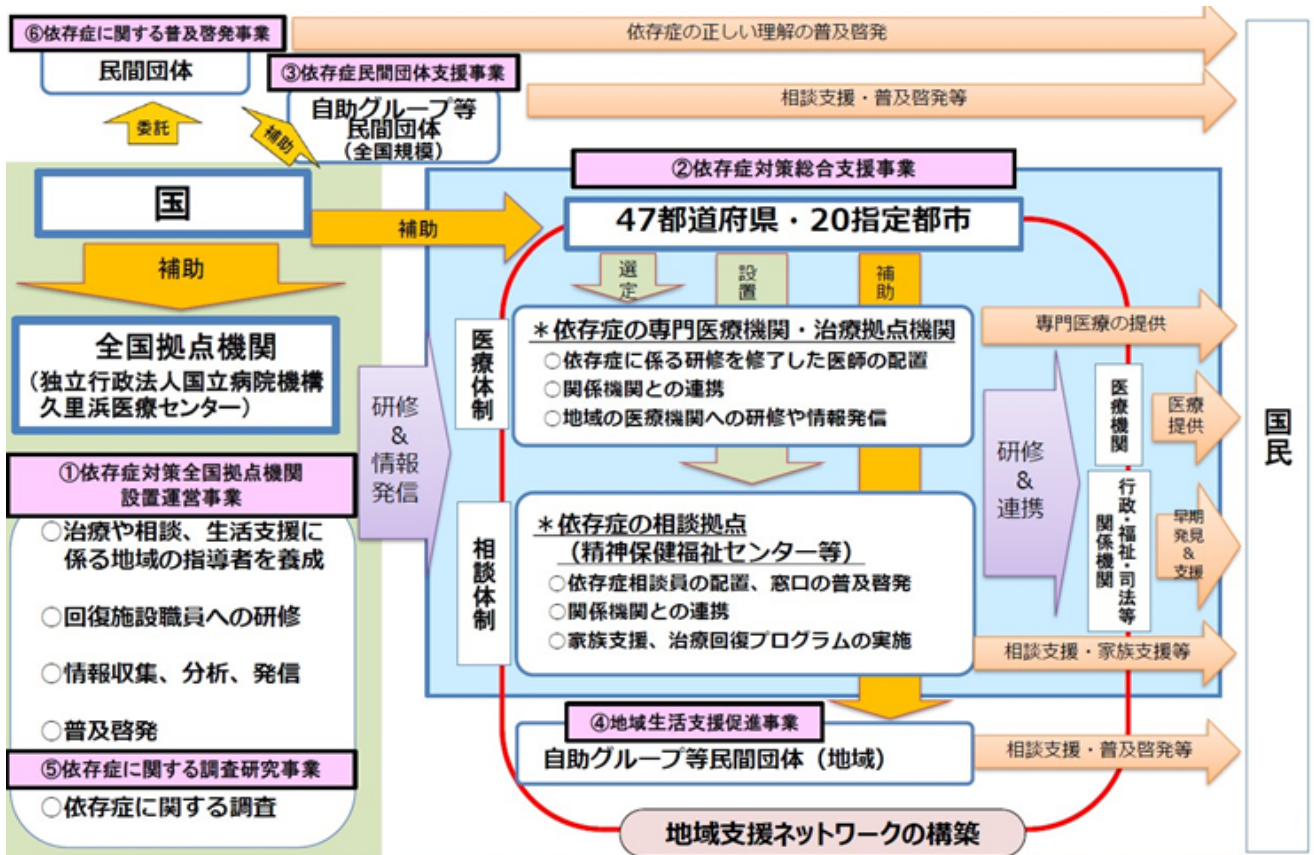 ⑥依存症に関する普及啓発事業
民間団体
依存症の正しい理解の普及啓発
③依存症民間団体支援事業
自助グループ等
民間団体
（全国規模）
相談支援・普及啓発等
委託
補助
国
補助
補助
全国拠点機関
（独立行政法人国立病院機構
久里浜医療センター）
①依存症対策全国拠点機関
設置運営事業
○治療や相談、生活支援に
係る地域の指導者を養成
○回復施設職員への研修
○情報収集、分析、発信
○普及啓発
⑤依存症に関する調査研究事業
○依存症に関する調査
研修
&
情報
発信
②依存症対策総合支援事業
47都道府県・20指定都市
選定
設置
補助
医療体制
＊依存症の専門医療機関・治療拠点機関
○依存症に係る研修を修了した医師の配置
○関係機関との連携
○地域の医療機関への研修や情報発信
相談体制
＊依存症の相談拠点
（精神保健福祉センター等）
○依存症相談員の配置、窓口の普及啓発
○関係機関との連携
○家族支援、治療回復プログラムの実施
④地域生活支援促進事業
自助グループ等民間団体（地域）
地域支援ネットワークの構築
研修
&
連携
専門医療の提供
医療機関
医療
提供
行政・福祉・司法等
関係機関
早期
発見
&
支援
相談支援・家族支援等
相談支援・普及啓発等
国民